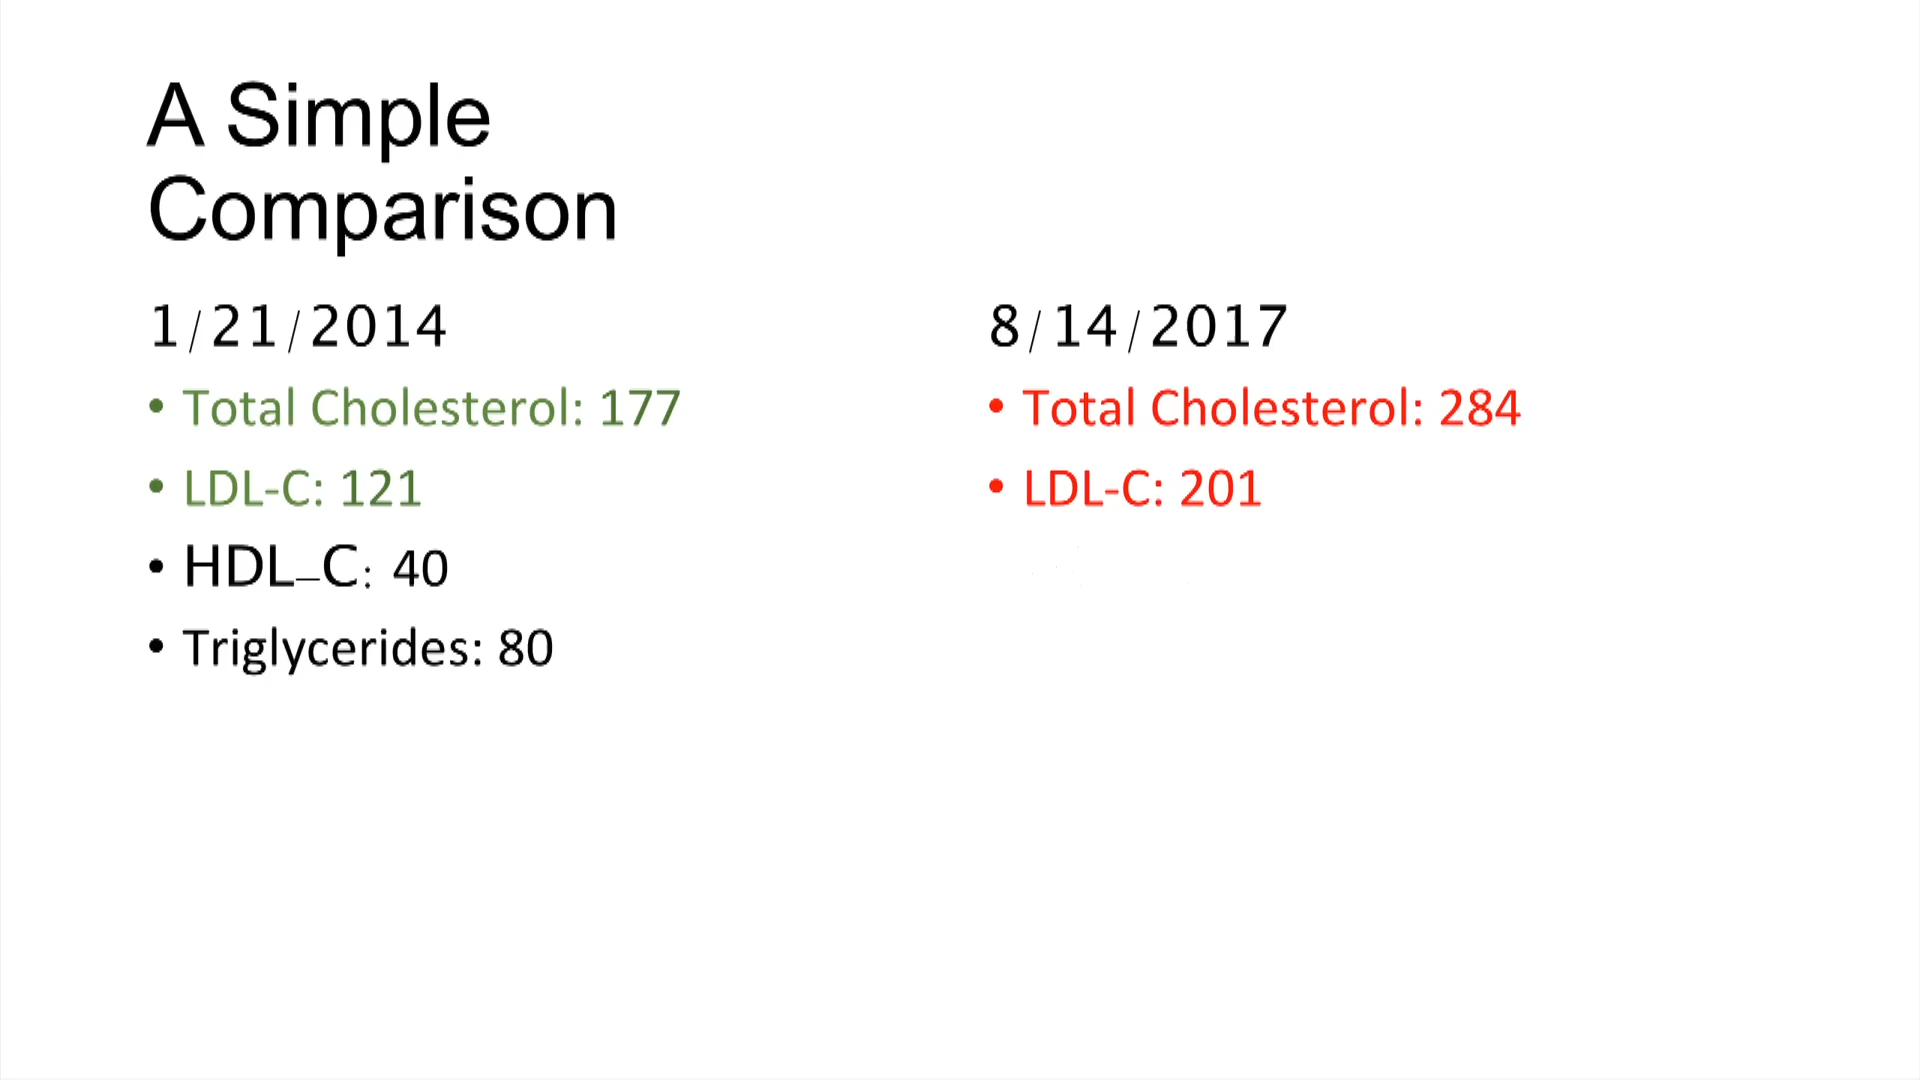 A Simple
Comparison
1/21/2014
• Total Cholesterol: 177
• LDL-C: 121
• HDL–C: 40
• Triglycerides: 80
8/14/2017
• Total Cholesterol: 284
• LDL-C: 201